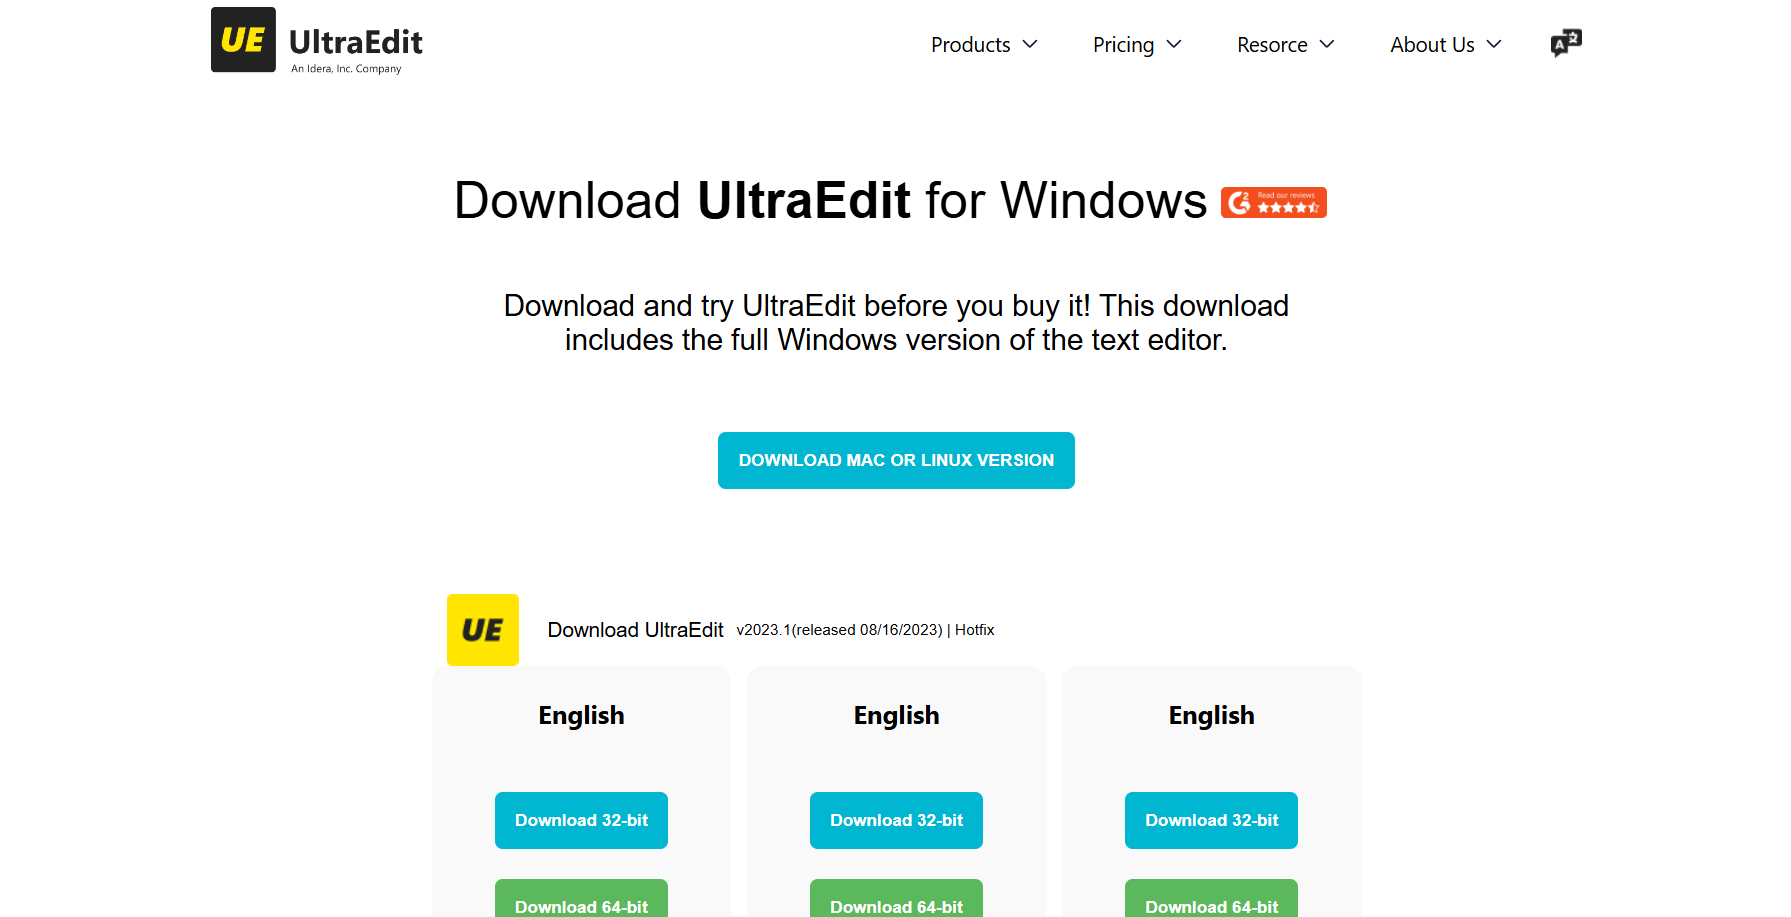 UE UltraEdit
An Idera, Inc. Company
Products Pricing Resorce About Us
Download UltraEdit for Windows
Read our reviews
Download and try UltraEdit before you buy it! This download
includes the full Windows version of the text editor.
DOWNLOAD MAC OR LINUX VERSION
UE Download UltraEdit v2023.1(released 08/16/2023) | Hotfix
English English English
Download 32-bit Download 32-bit Download 32-bit
Download 64-bit Download 64-bit Download 64-bit